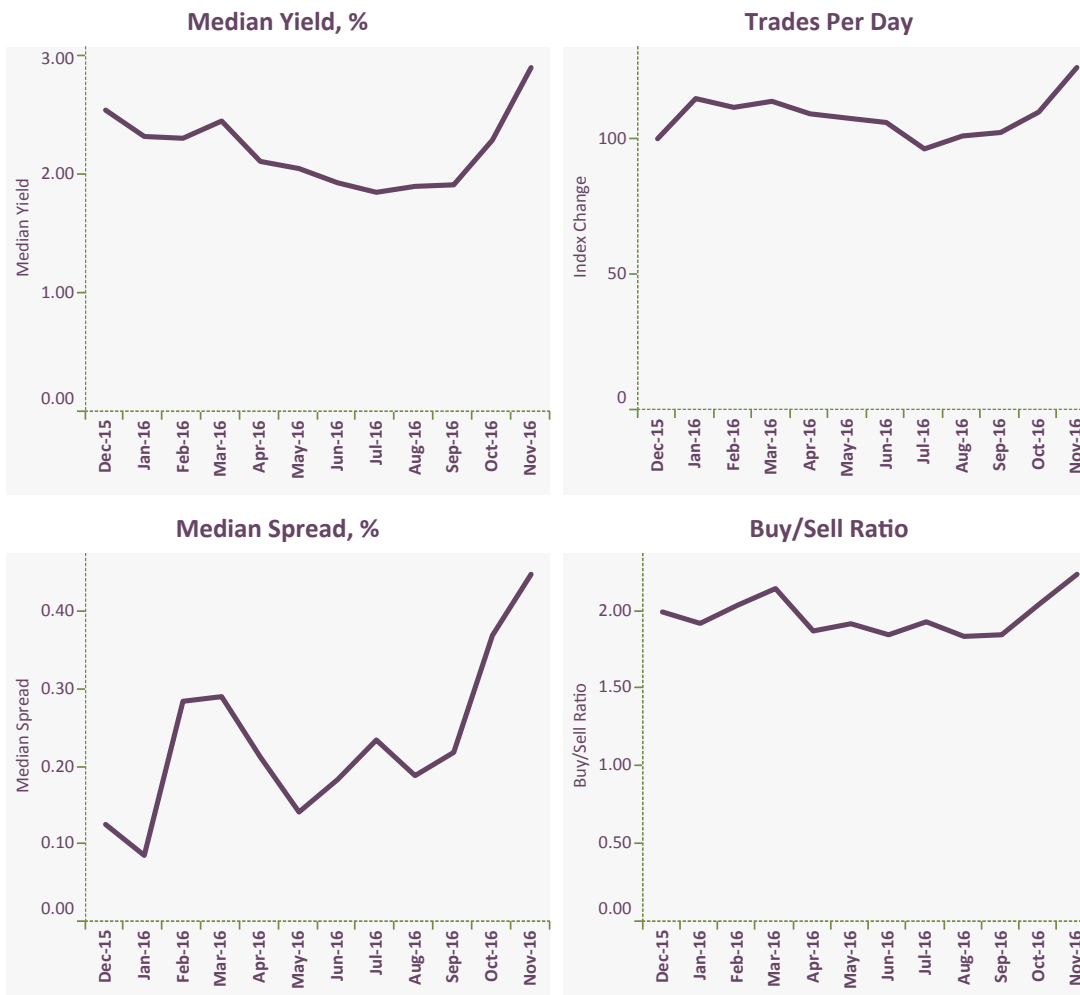 Median Yield, %
3.00
2.00
1.00
0.00
Median Yield
Dec-15
Jan-16
Feb-16
Mar-16
Apr-16
May-16
Jun-16
Jul-16
Aug-16
Sep-16
Oct-16
Nov-16
Trades Per Day
100
50
0
Index Change
Dec-15
Jan-16
Feb-16
Mar-16
Apr-16
May-16
Jun-16
Jul-16
Aug-16
Sep-16
Oct-16
Nov-16
Median Spread, %
0.40
0.30
0.20
0.10
0.00
Median Spread
Dec-15
Jan-16
Feb-16
Mar-16
Apr-16
May-16
Jun-16
Jul-16
Aug-16
Sep-16
Oct-16
Nov-16
Buy/Sell Ratio
2.00
1.50
1.00
0.50
0.00
Buy/Sell Ratio
Dec-15
Jan-16
Feb-16
Mar-16
Apr-16
May-16
Jun-16
Jul-16
Aug-16
Sep-16
Oct-16
Nov-16